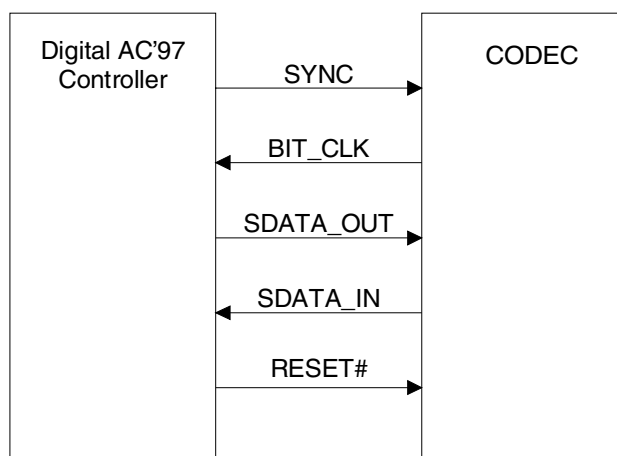 Digital AC'97
Controller
CODEC
SYNC
BIT_CLK
SDATA_OUT
SDATA_IN
RESET#